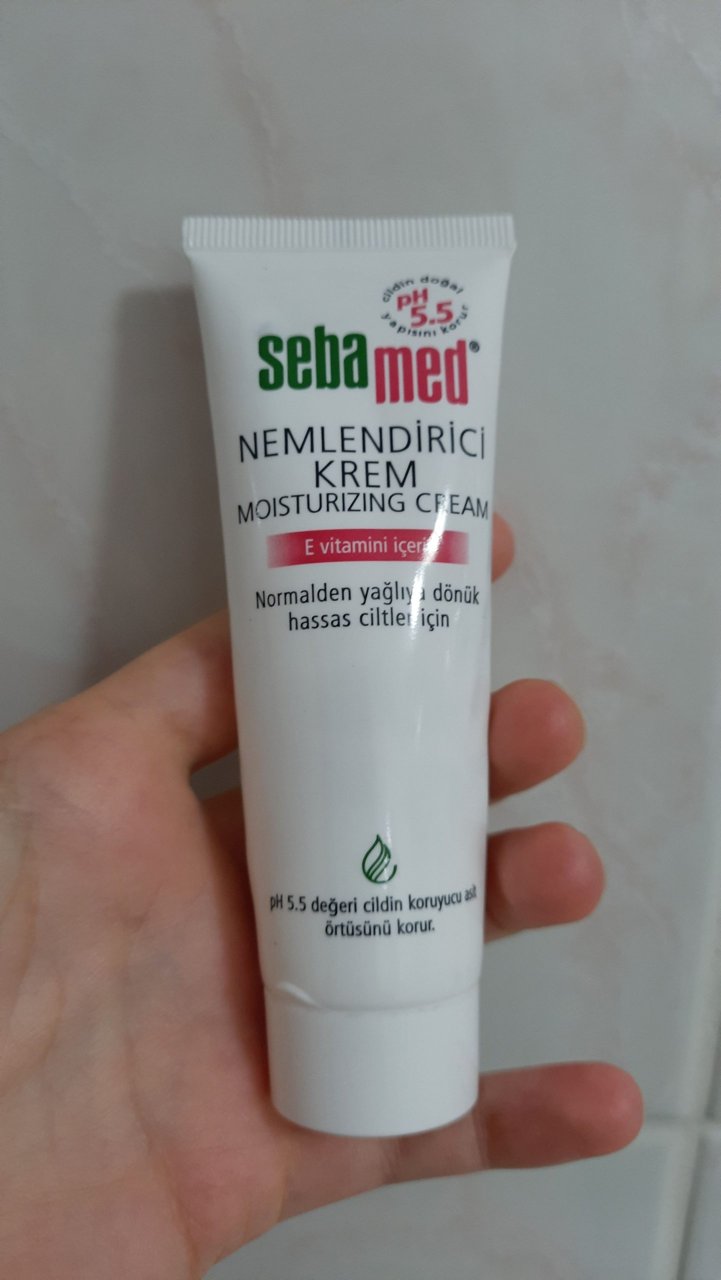 cildin doğal
pH
5.5
yapısını korur
sebamed®
NEMLENDİRİCİ
KREM
MOISTURIZING CREAM
E vitamini
Normalden yağlıya dönük
hassas ciltler için
pH 5.5 değeri cildin koruyucu asit
örtüsünü korur.